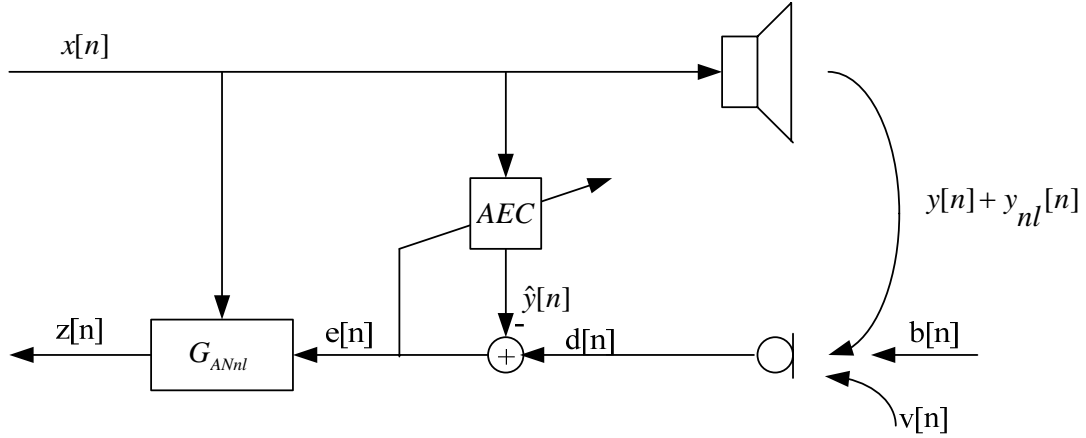 x[n]
AEC
y[n] + y_nl[n]
ŷ[n]
-
z[n]
G_ANnl
e[n]
+
d[n]
b[n]
v[n]